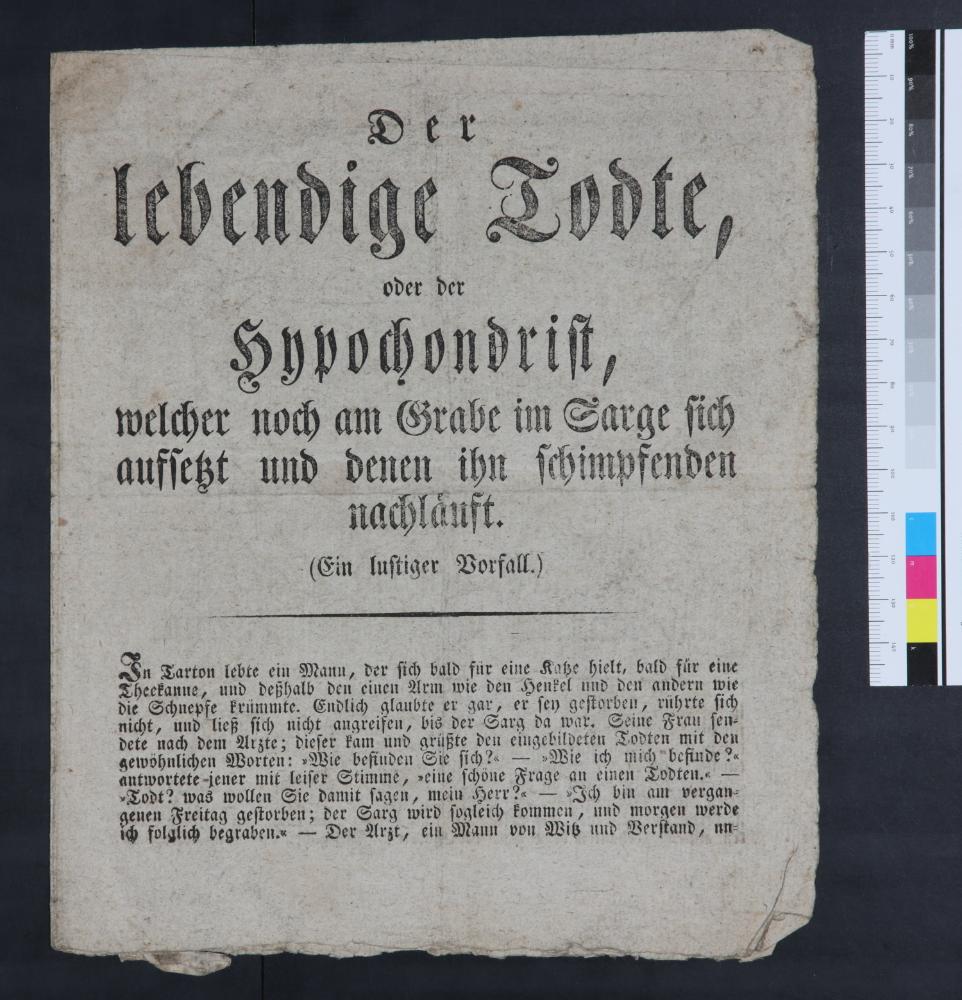 Der
lebendige Todte,
oder der
Hypochondrist,
welcher noch am Grabe im Sarge sich
aufsetzt und denen ihn schimpfenden
nachläuft.
(Ein lustiger Vorfall.)
In Tarton lebte ein Mann, der sich bald für eine Katze hielt, bald für eine
Theekanne, und deßhalb den einen Arm wie den Henkel und den andern wie
die Schnepfe krümmte. Endlich glaubte er gar, er sey gestorben, rührte sich
nicht, und ließ sich nicht angreifen, bis der Sarg da war. Seine Frau sen-
dete nach dem Arzte; dieser kam und grüßte den eingebildeten Todten mit den
gewöhnlichen Worten: »Wie befinden Sie sich?« — »Wie ich mich befinde?«
antwortete jener mit leiser Stimme, »eine schöne Frage an einen Todten.« —
»Todt? was wollen Sie damit sagen, mein Herr?« — »Ich bin am vergan-
genen Freitag gestorben; der Sarg wird sogleich kommen, und morgen werde
ich folglich begraben.« — Der Arzt, ein Mann von Witz und Verstand, un-